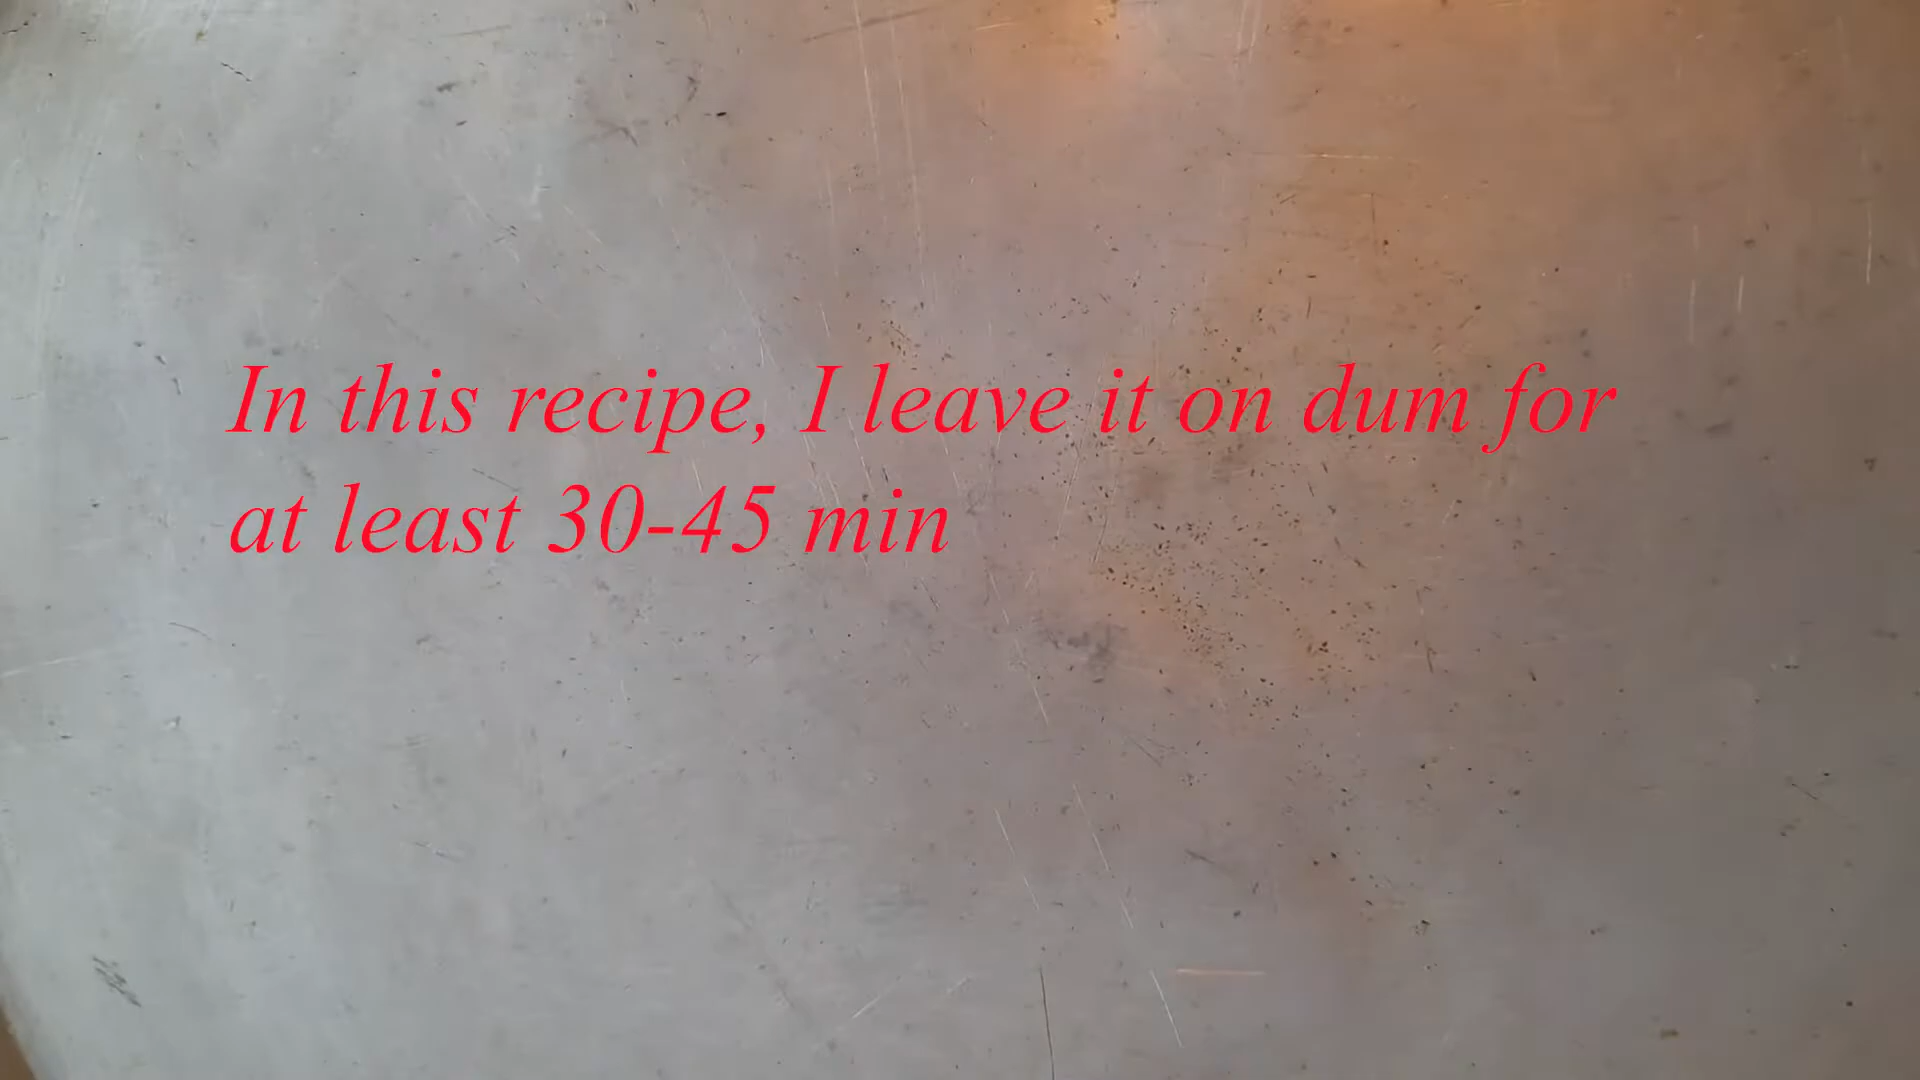 In this recipe, I leave it on dum for
at least 30-45 min